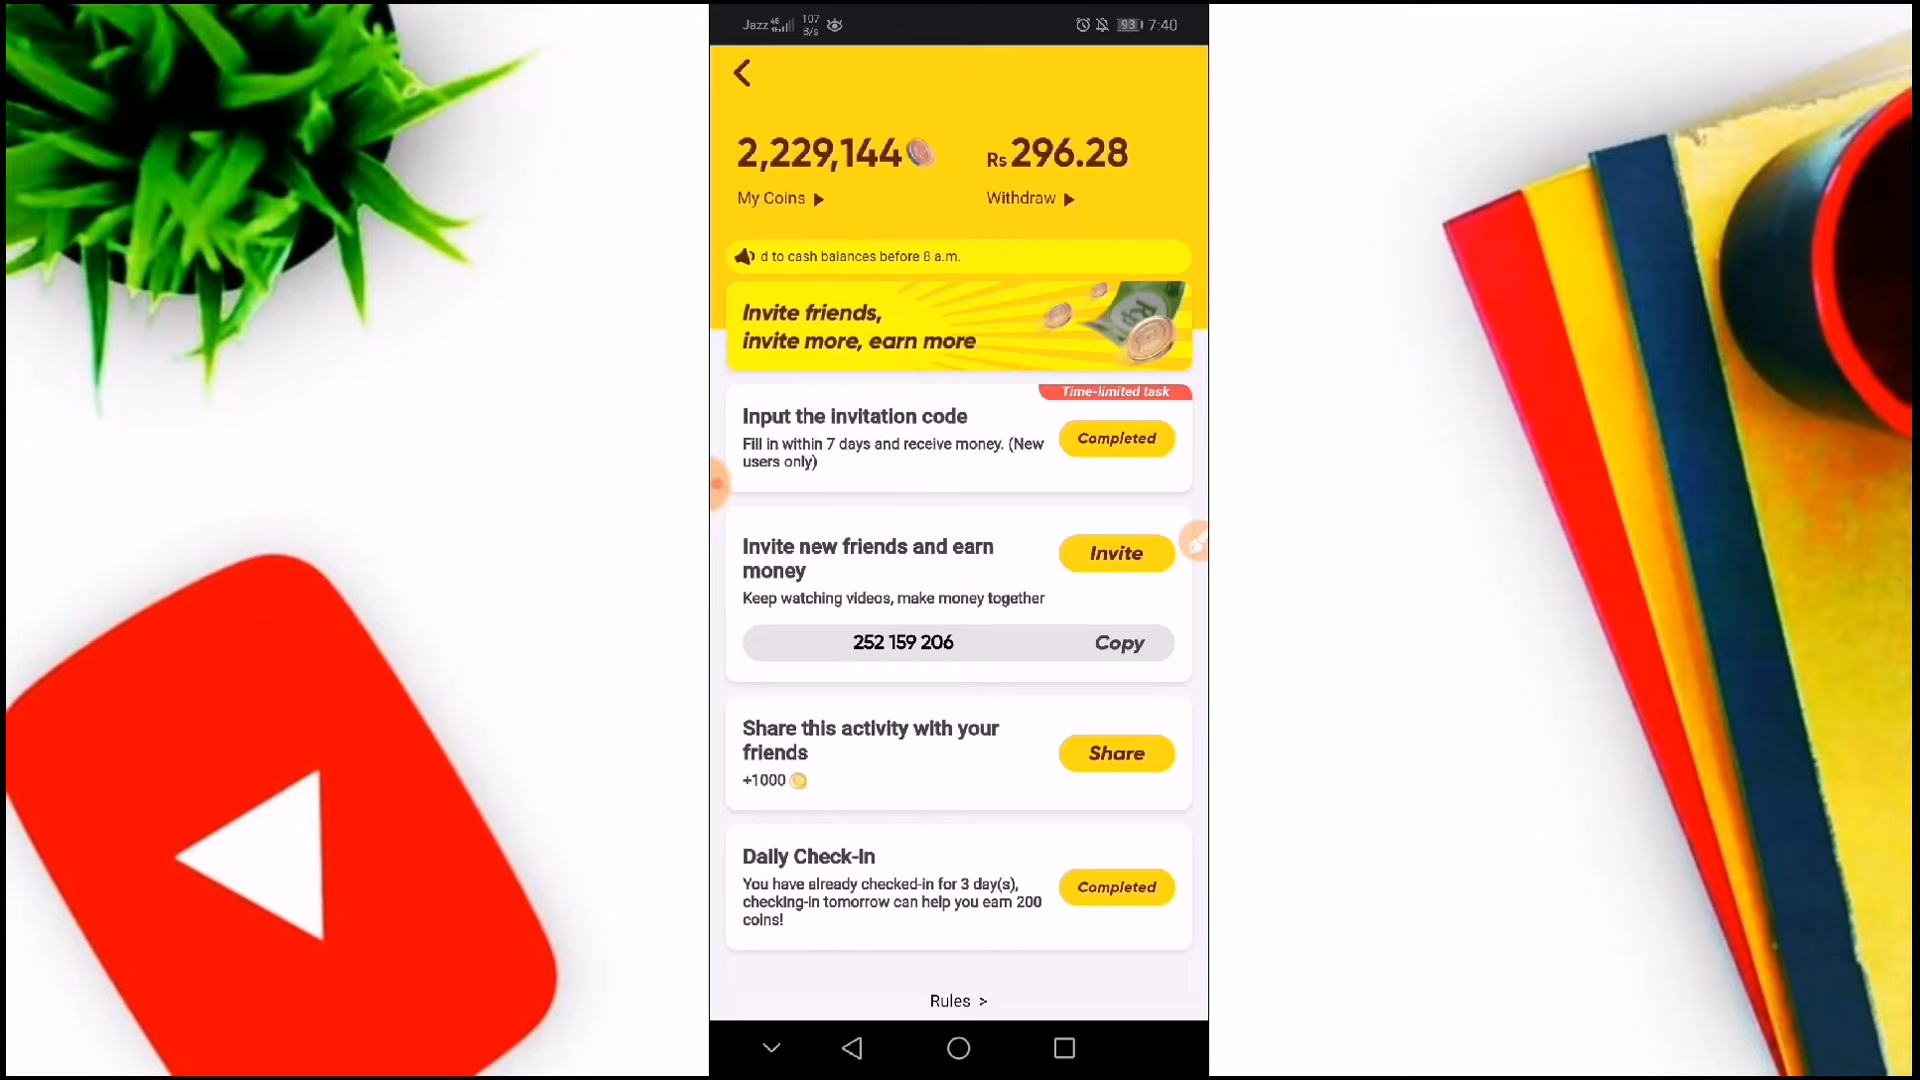 Jazz 4G 107 B/s 93 7:40
2,229,144 Rs 296.28
My Coins Withdraw
d to cash balances before 8 a.m.
Invite friends,
invite more, earn more
Rp
Time-limited task
Input the invitation code
Fill in within 7 days and receive money. (New
users only)
Completed
Invite new friends and earn
money
Invite
Keep watching videos, make money together
252 159 206 Copy
Share this activity with your
friends
Share
+1000
Daily Check-in
You have already checked-in for 3 day(s),
checking-in tomorrow can help you earn 200
coins!
Completed
Rules >